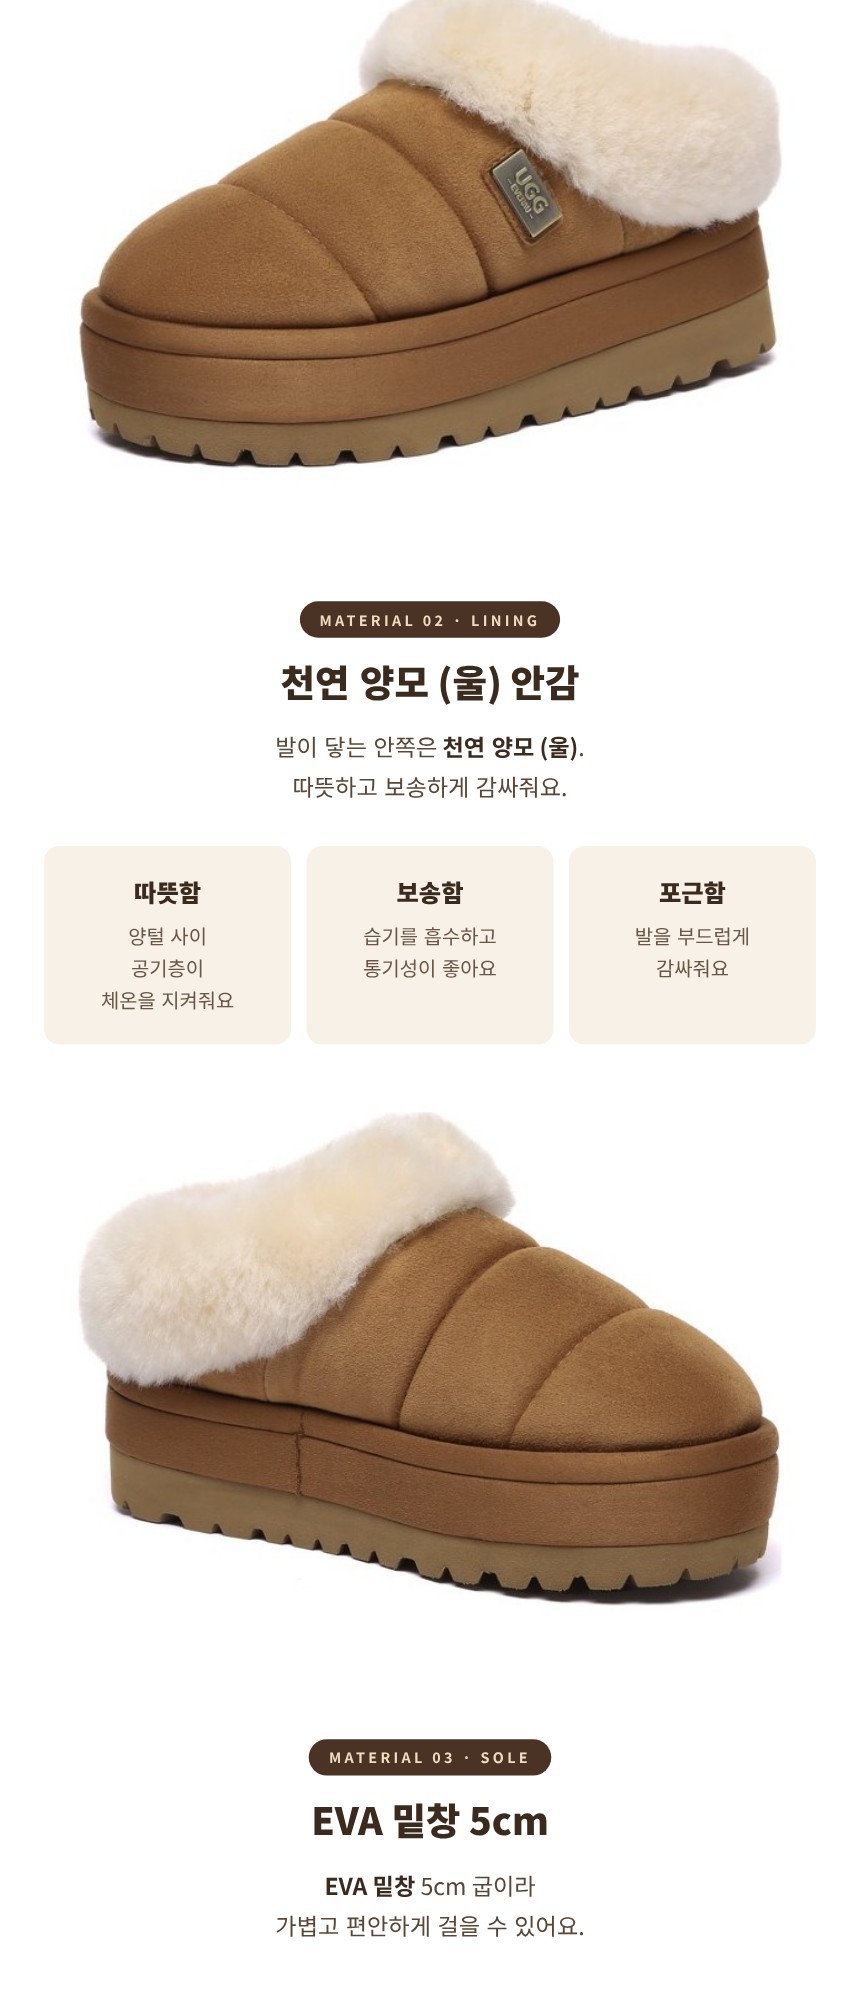 UGG
EVERAU
MATERIAL 02 · LINING
천연 양모 (울) 안감
발이 닿는 안쪽은 천연 양모 (울).
따뜻하고 보송하게 감싸줘요.
따뜻함
양털 사이
공기층이
체온을 지켜줘요
보송함
습기를 흡수하고
통기성이 좋아요
포근함
발을 부드럽게
감싸줘요
MATERIAL 03 · SOLE
EVA 밑창 5cm
EVA 밑창 5cm 굽이라
가볍고 편안하게 걸을 수 있어요.